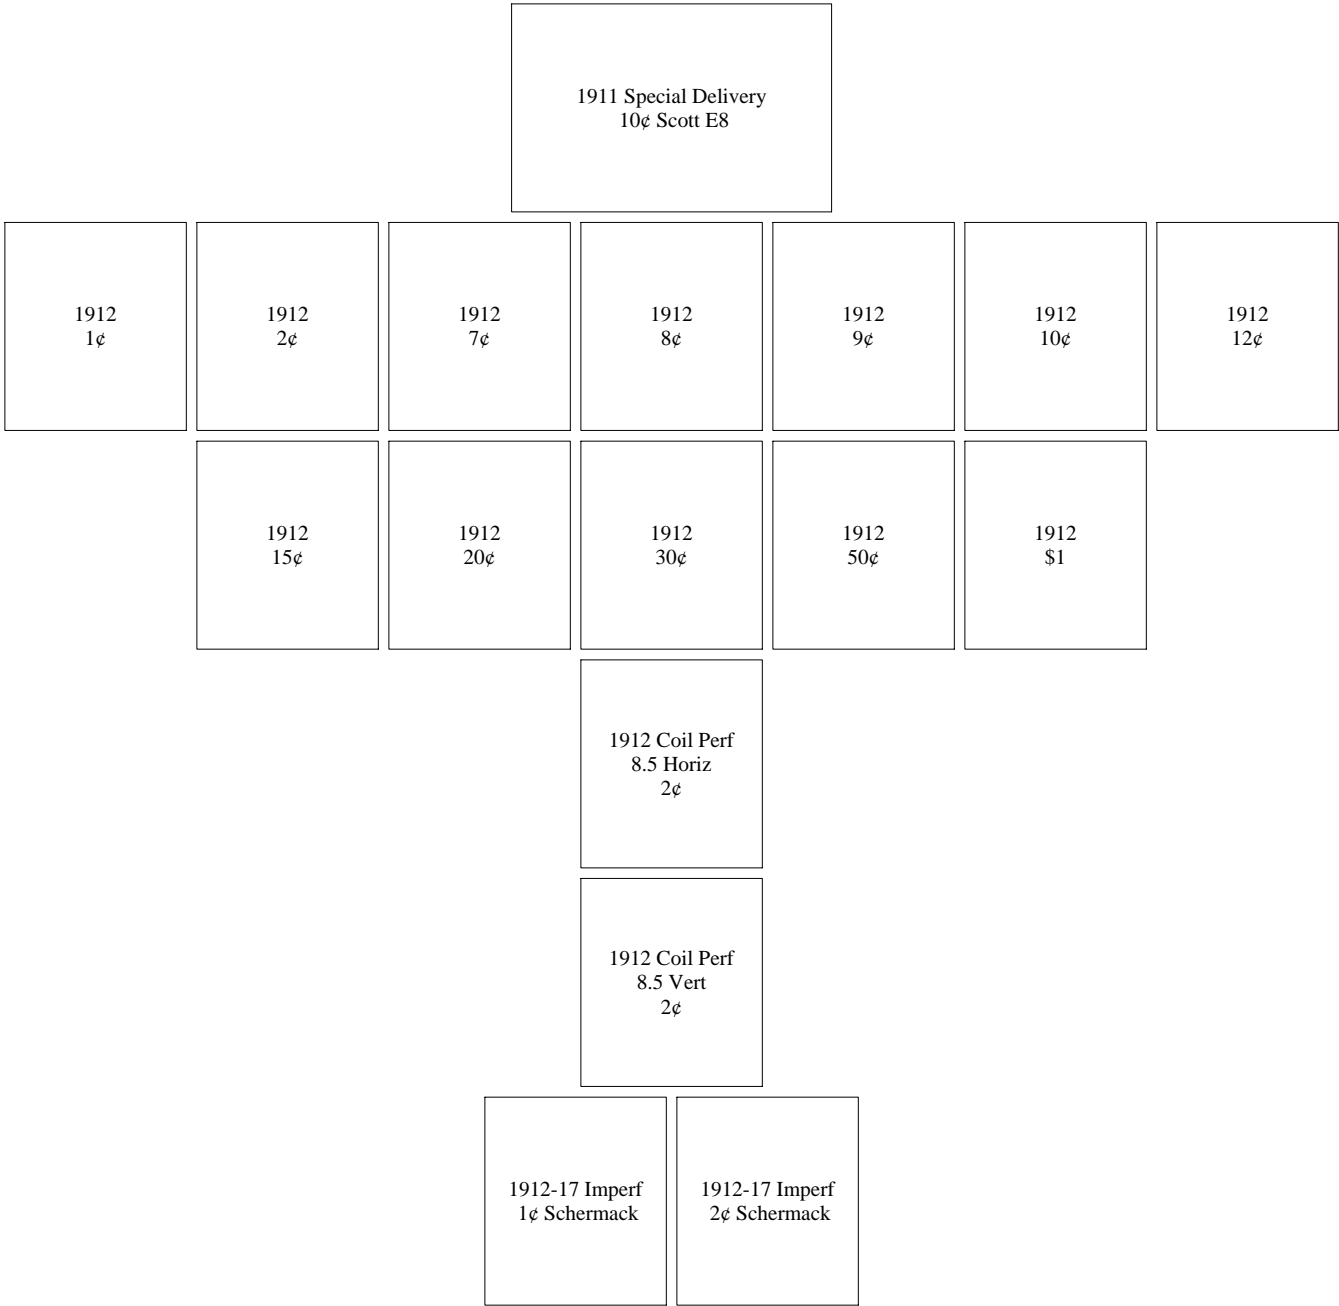 1911 Special Delivery
10¢ Scott E8
1912
1¢
1912
2¢
1912
7¢
1912
8¢
1912
9¢
1912
10¢
1912
12¢
1912
15¢
1912
20¢
1912
30¢
1912
50¢
1912
$1
1912 Coil Perf
8.5 Horiz
2¢
1912 Coil Perf
8.5 Vert
2¢
1912-17 Imperf
1¢ Schermack
1912-17 Imperf
2¢ Schermack